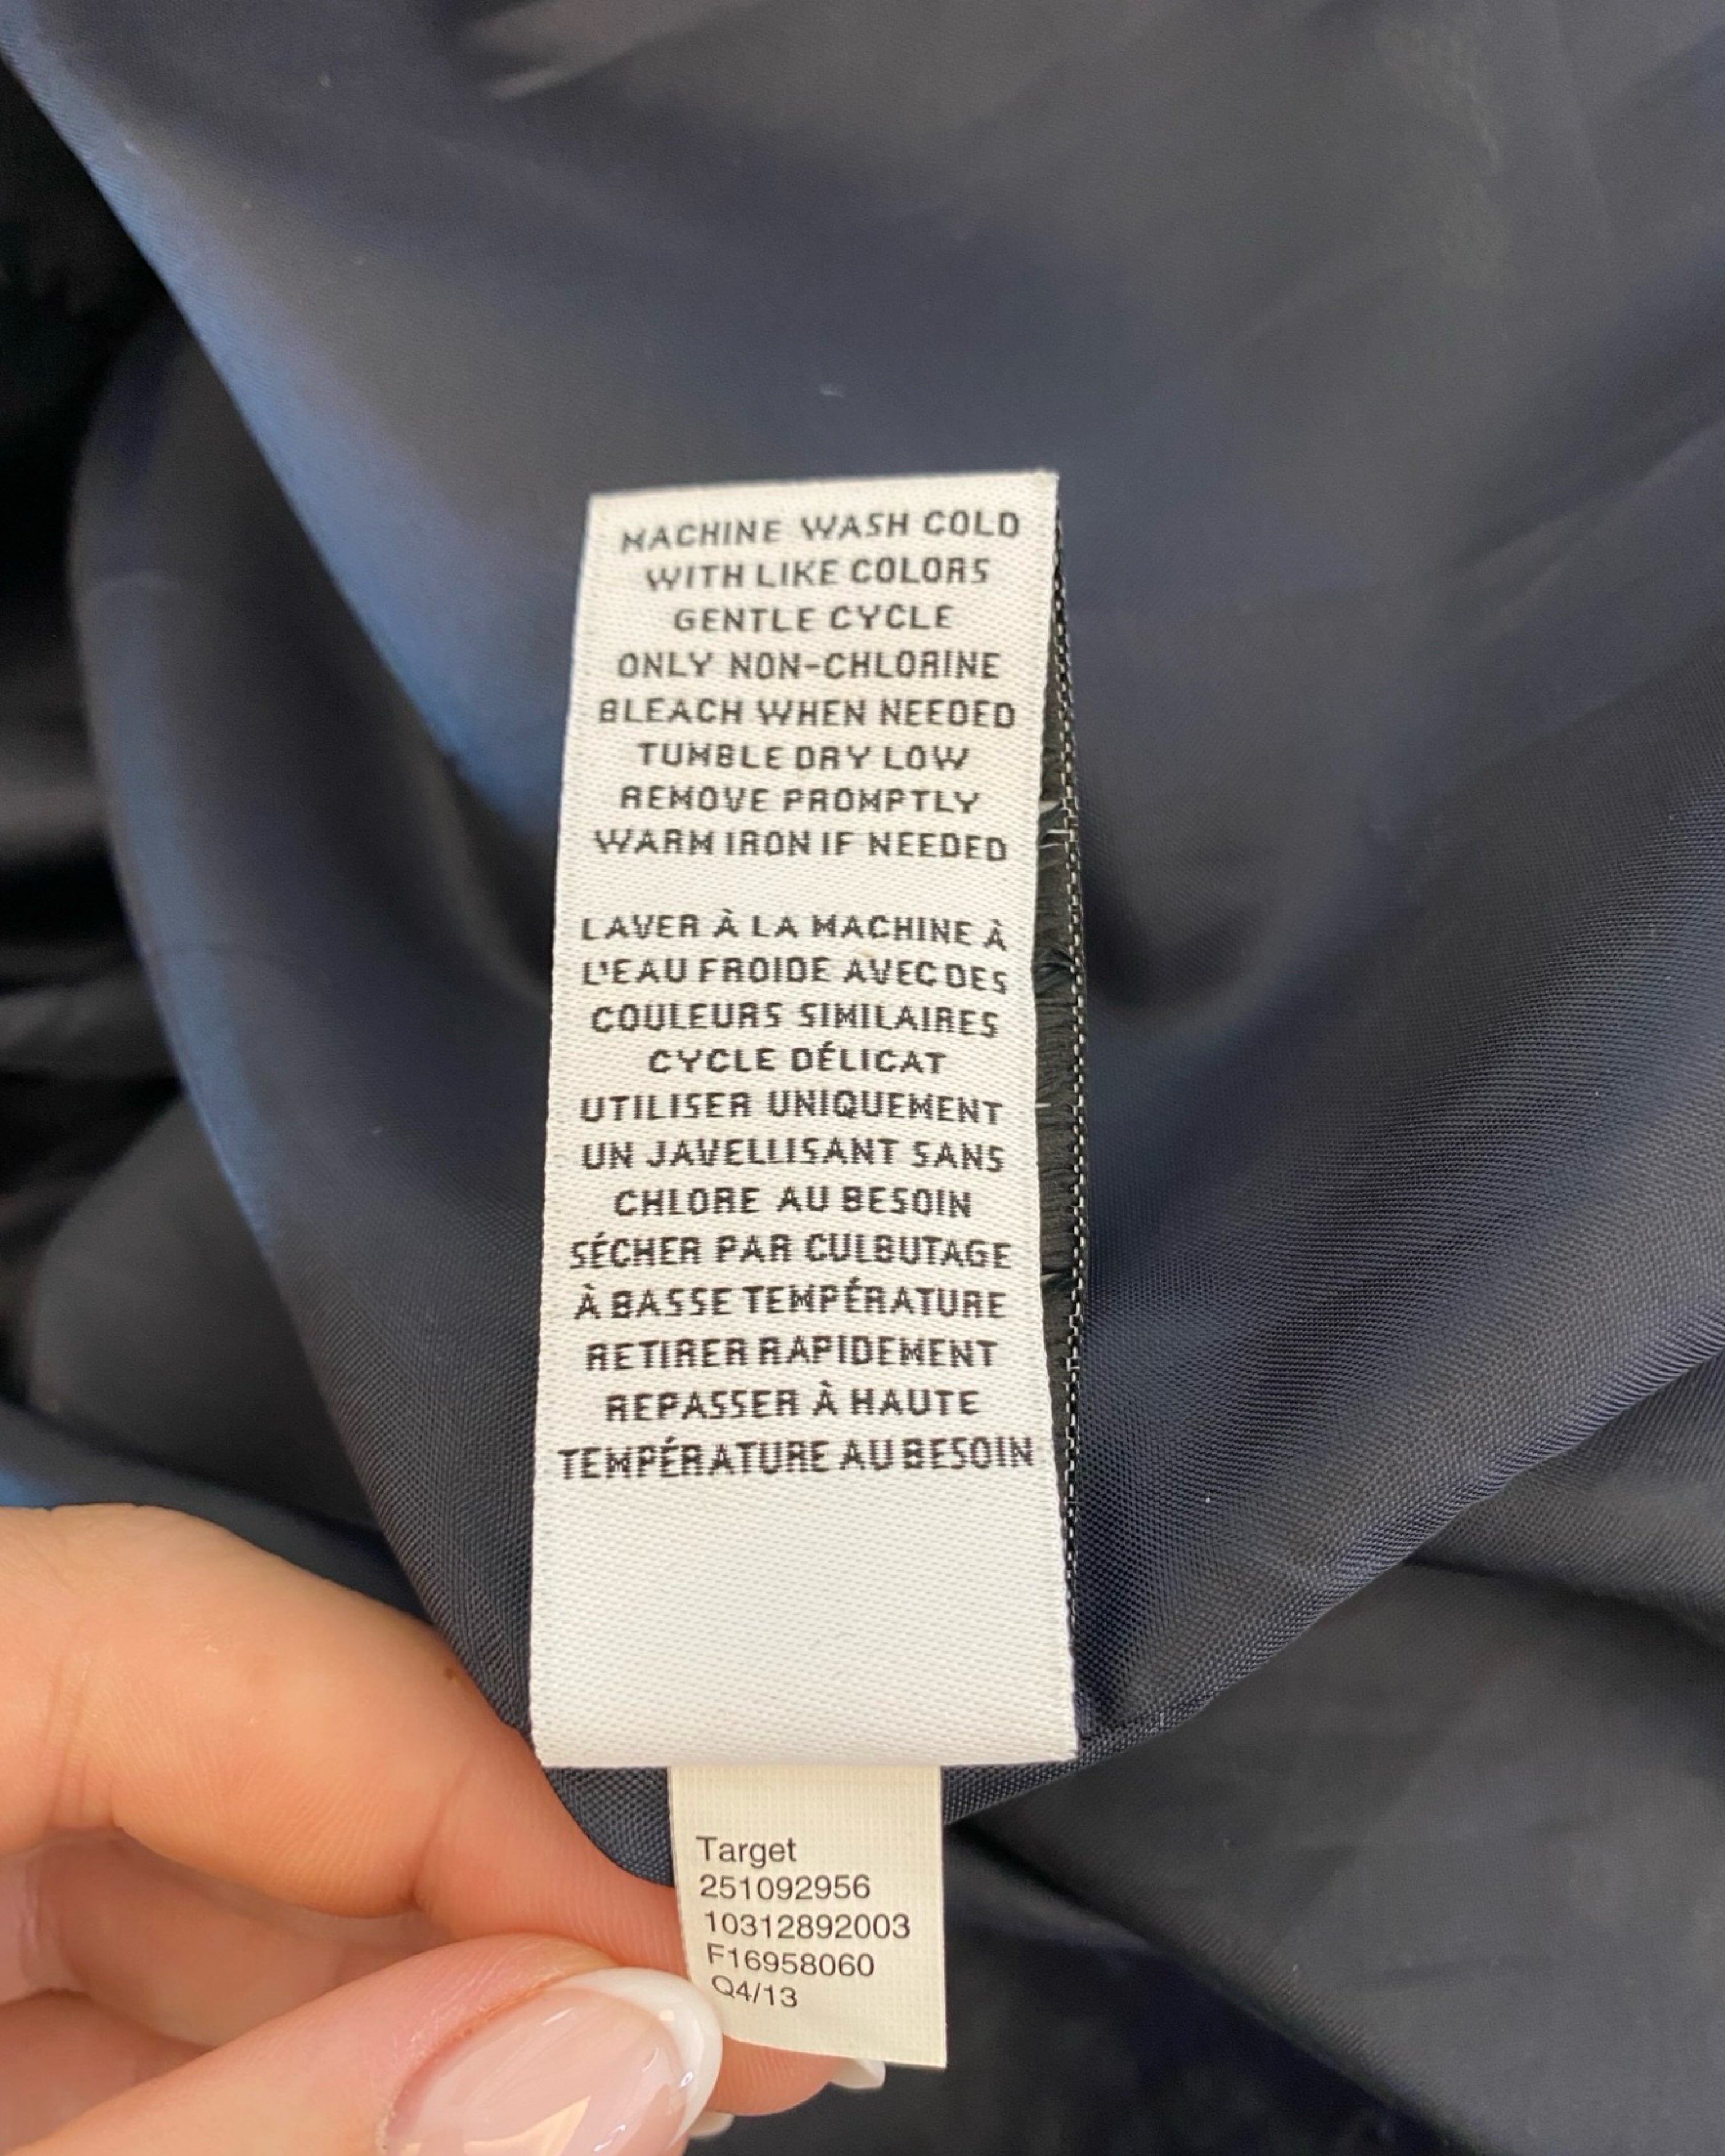 MACHINE WASH COLD
WITH LIKE COLORS
GENTLE CYCLE
ONLY NON-CHLORINE
BLEACH WHEN NEEDED
TUMBLE DRY LOW
REMOVE PROMPTLY
WARM IRON IF NEEDED
LAVER À LA MACHINE À
L'EAU FROIDE AVEC DES
COULEURS SIMILAIRES
CYCLE DÉLICAT
UTILISER UNIQUEMENT
UN JAVELLISANT SANS
CHLORE AU BESOIN
SÉCHER PAR CULBUTAGE
À BASSE TEMPÉRATURE
RETIRER RAPIDEMENT
REPASSER À HAUTE
TEMPÉRATURE AU BESOIN
Target
251092956
10312892003
F16958060
Q4/13